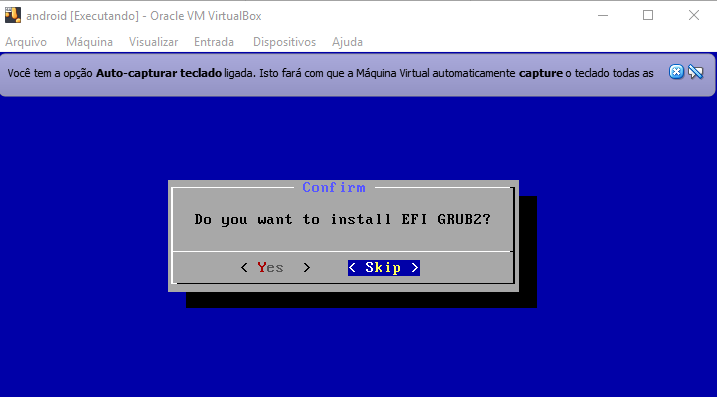 android [Executando] - Oracle VM VirtualBox
Arquivo Máquina Visualizar Entrada Dispositivos Ajuda
Você tem a opção Auto-capturar teclado ligada. Isto fará com que a Máquina Virtual automaticamente capture o teclado todas as
Confirm
Do you want to install EFI GRUB2?
< Yes > < Skip >